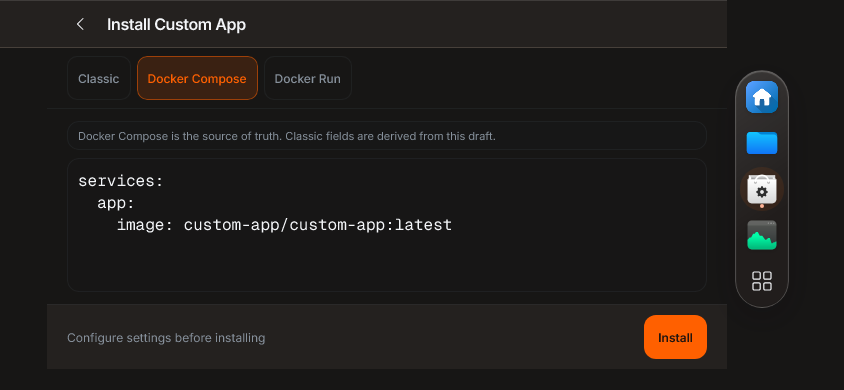 Install Custom App
Classic
Docker Compose
Docker Run
Docker Compose is the source of truth. Classic fields are derived from this draft.
services:
  app:
    image: custom-app/custom-app:latest
Configure settings before installing
Install